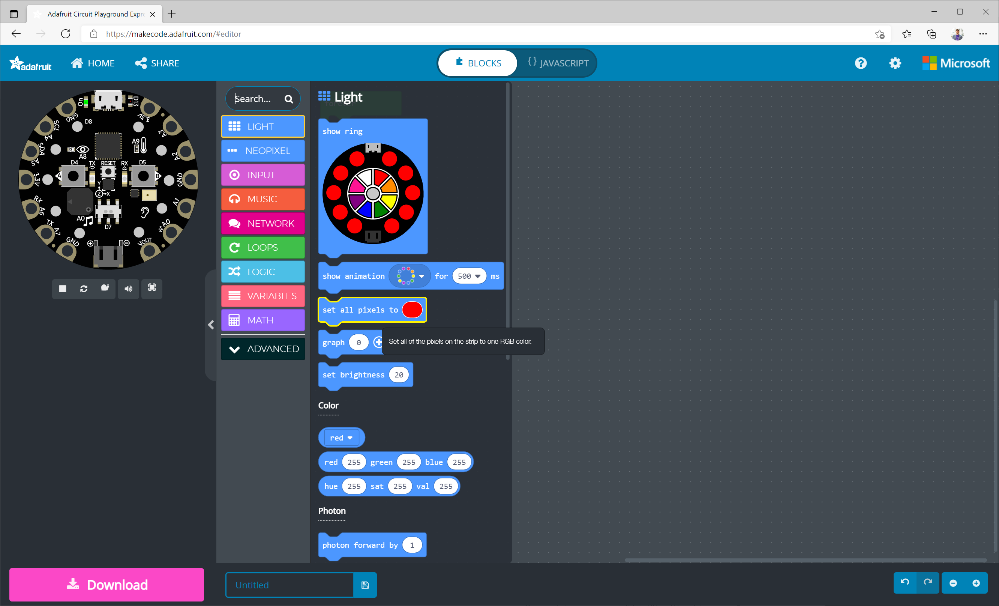 Adafruit Circuit Playground Expre
https://makecode.adafruit.com/#editor
adafruit
HOME
SHARE
BLOCKS
{} JAVASCRIPT
?
Microsoft
Search...
LIGHT
NEOPIXEL
INPUT
MUSIC
NETWORK
LOOPS
LOGIC
VARIABLES
MATH
ADVANCED
On
D13
GND
D8
3.3V
SCL
A4
A3
SDA
A5
A8
A9
A2
D4
TX
RESET
RX
D5
3.3V
A
B
GND
Y
Z
X
RX
A6
A1
A0
D7
TX
A7
A0
GND
VOUT
Light
forever
show ring
show animation for 500 ms
set all pixels to
graph 0
Set all of the pixels on the strip to one RGB color.
set brightness 20
Color
red
red 255 green 255 blue 255
hue 255 sat 255 val 255
Photon
photon forward by 1
Download
Untitled